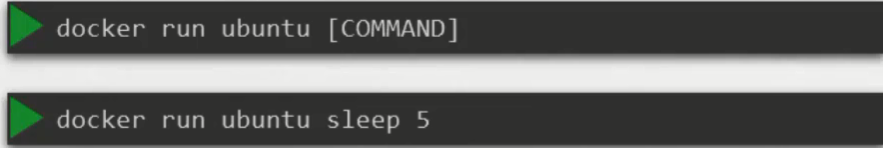 docker run ubuntu [COMMAND]
docker run ubuntu sleep 5